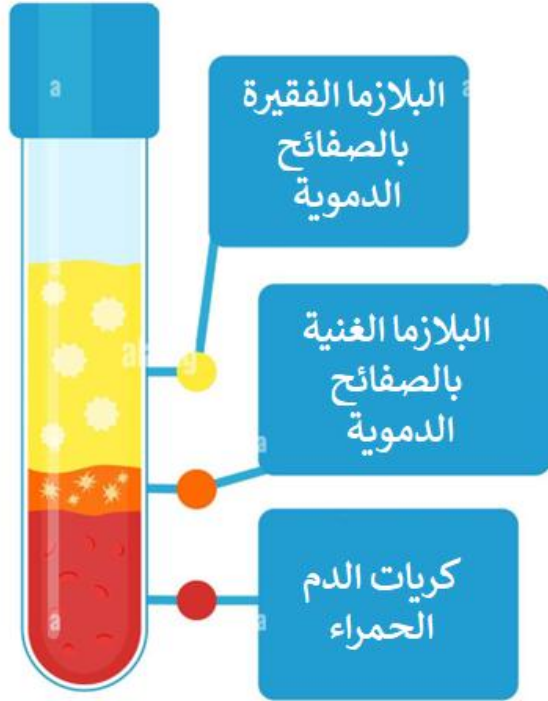 البلازما الفقيرة
بالصفائح
الدموية
البلازما الغنية
بالصفائح
الدموية
كريات الدم
الحمراء